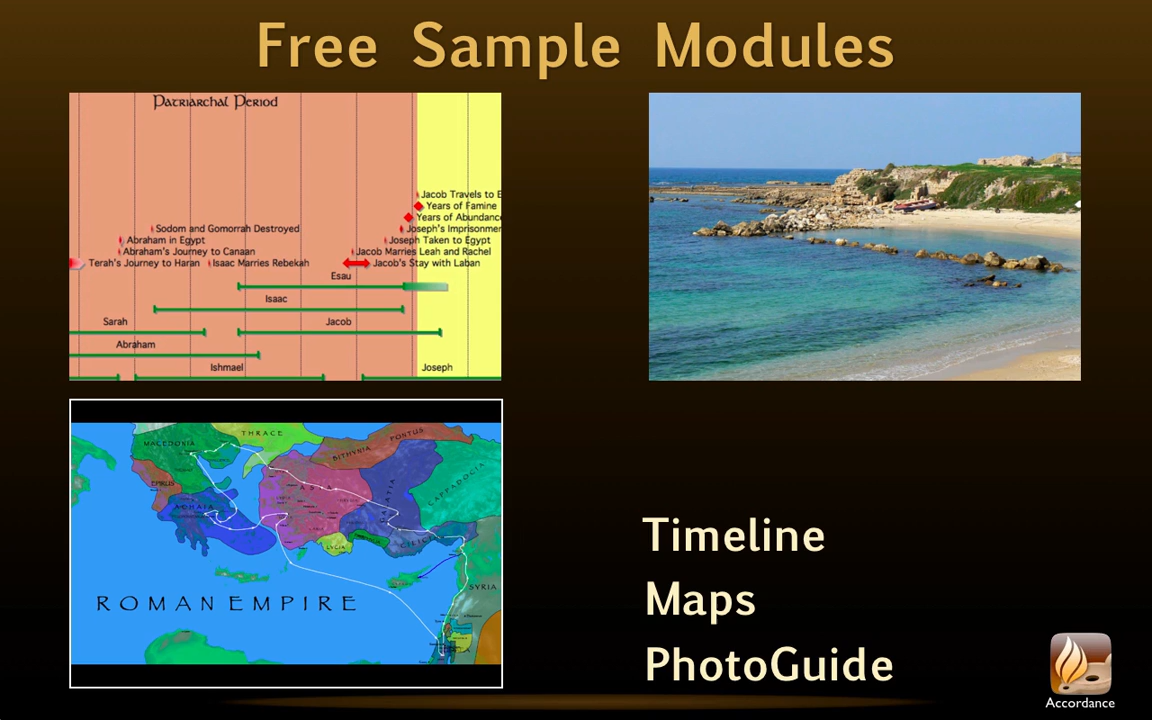 Free Sample Modules
Patriarchal Period
Jacob Travels to E
Years of Famine
Years of Abundance
Sodom and Gomorrah Destroyed
Joseph's Imprisonmen
Abraham in Egypt
Joseph Taken to Egypt
Abraham's Journey to Canaan
Jacob Marries Leah and Rachel
Terah's Journey to Haran
Isaac Marries Rebekah
Jacob's Stay with Laban
Esau
Isaac
Sarah
Jacob
Abraham
Ishmael
Joseph
THRACE
MACEDONIA
PONTUS
BITHYNIA
EPIRUS
CAPPADOCIA
ASIA
GALATIA
ACHAIA
LYCIA
CILICIA
SYRIA
ROMAN EMPIRE
Timeline
Maps
PhotoGuide
Accordance